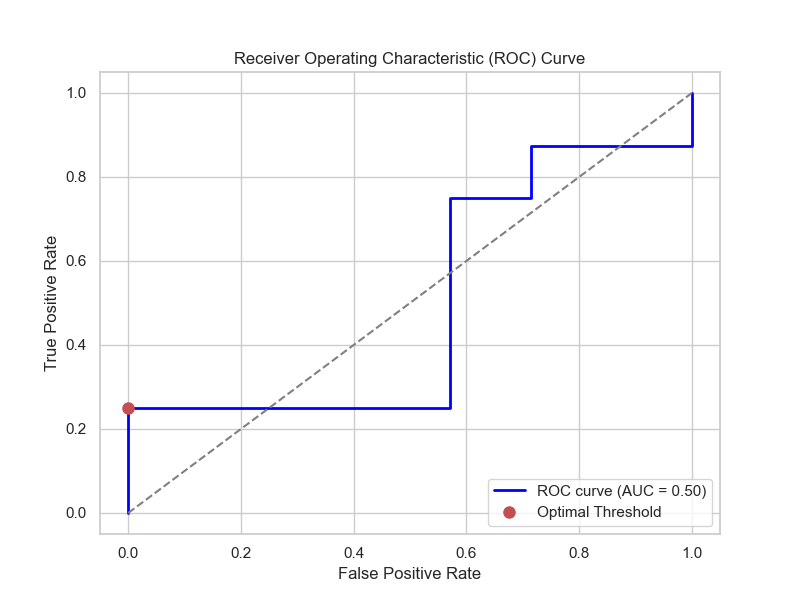 Receiver Operating Characteristic (ROC) Curve
True Positive Rate
1.0
0.8
0.6
0.4
0.2
0.0
ROC curve (AUC = 0.50)
Optimal Threshold
0.0 0.2 0.4 0.6 0.8 1.0
False Positive Rate